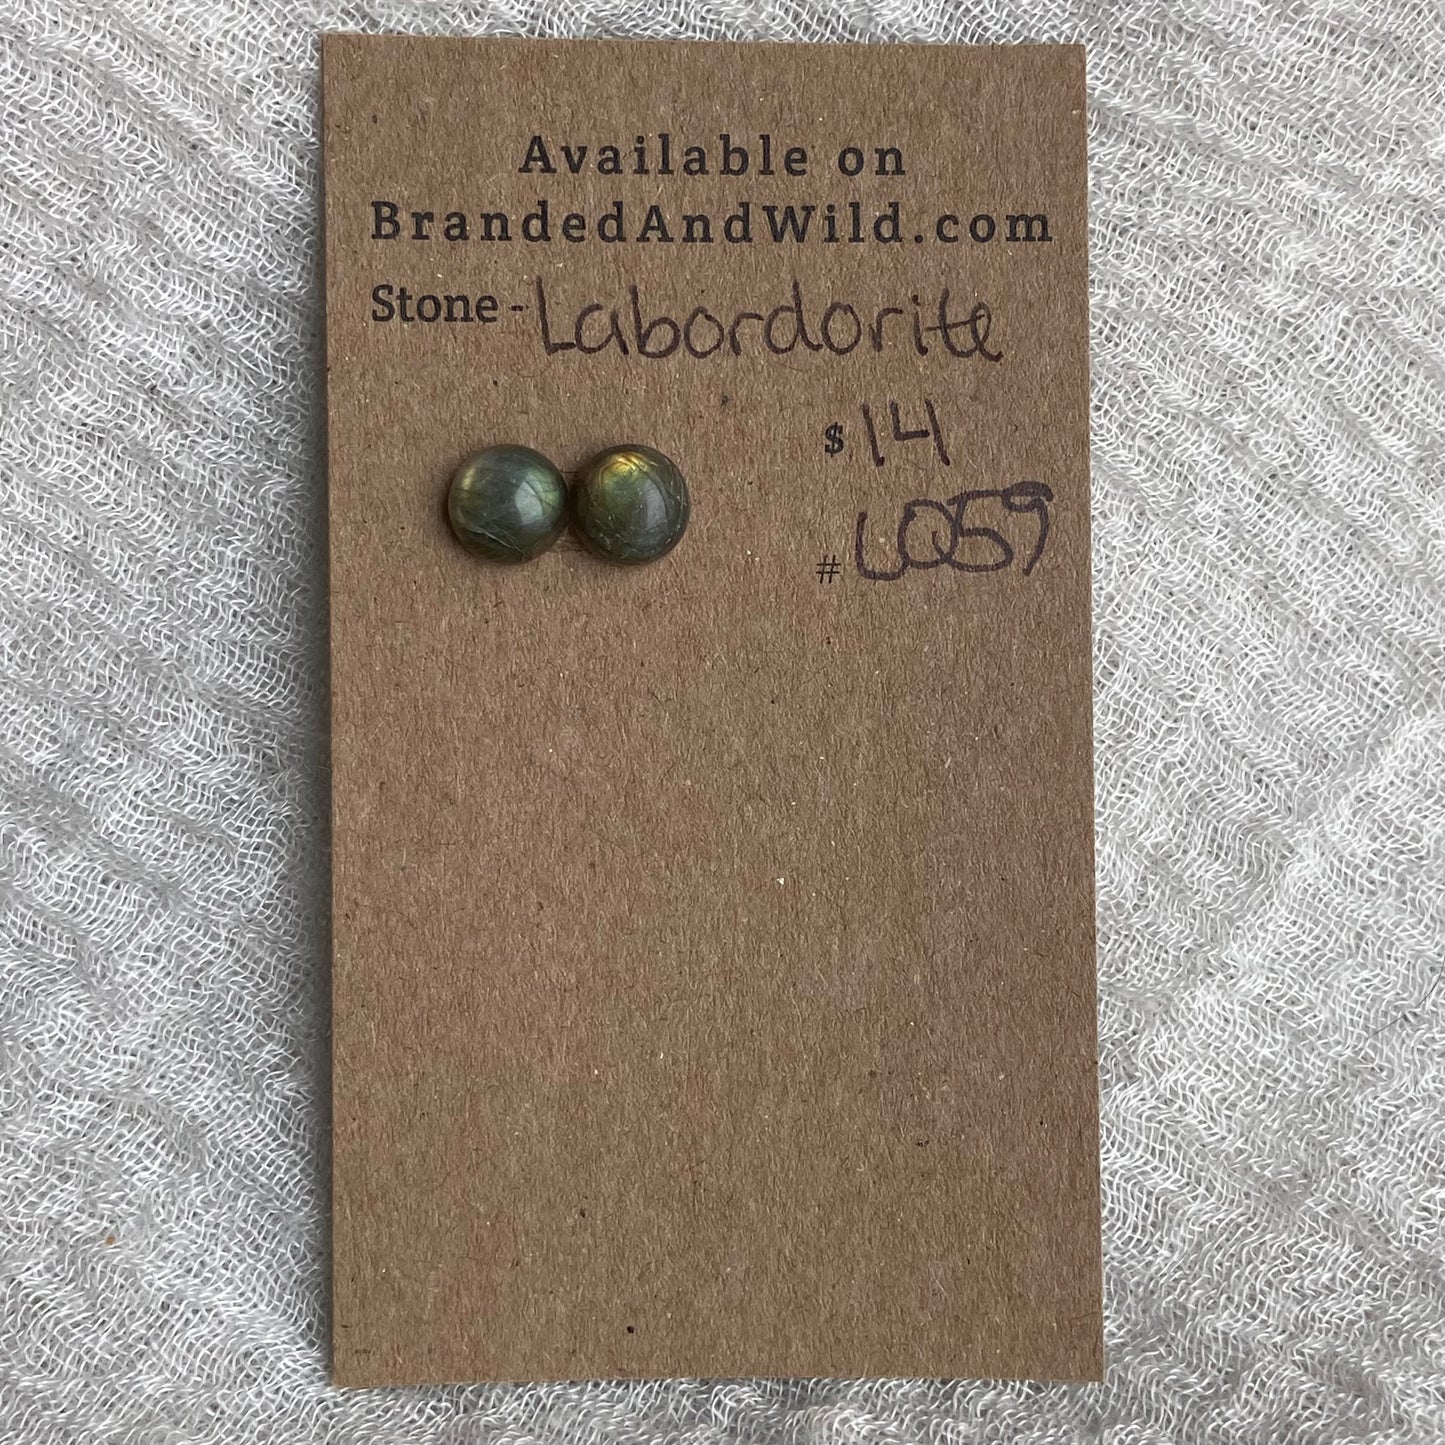 Available on
BrandedAndWild.com
Stone - Labordorite
$ 14
# L059